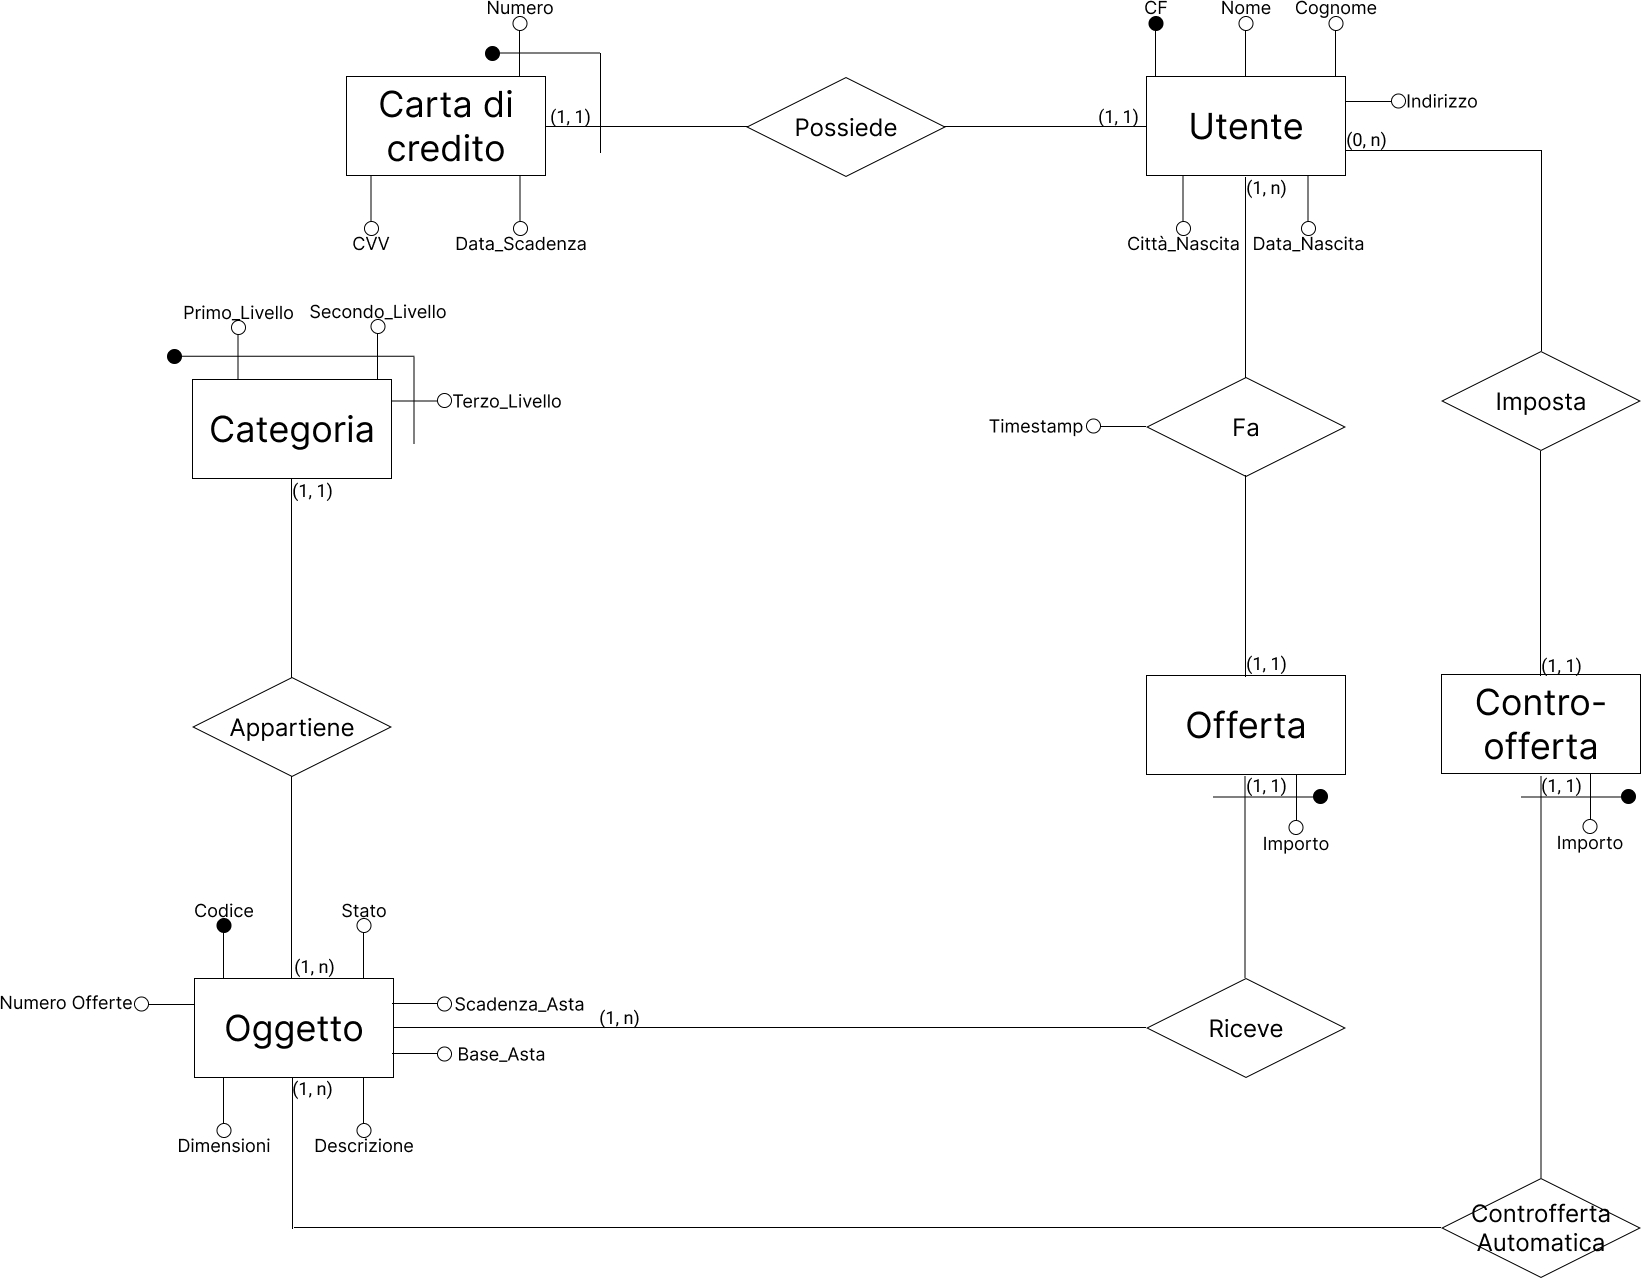 Numero
CF
Nome
Cognome
Carta di
credito
(1, 1)
Possiede
(1, 1)
Utente
Indirizzo
(0, n)
(1, n)
CVV
Data_Scadenza
Città_Nascita
Data_Nascita
Primo_Livello
Secondo_Livello
Terzo_Livello
Categoria
(1, 1)
Timestamp
Fa
Imposta
(1, 1)
(1, 1)
Appartiene
Offerta
Contro-
offerta
(1, 1)
(1, 1)
Importo
Importo
Codice
Stato
(1, n)
Numero Offerte
Oggetto
Scadenza_Asta
(1, n)
Base_Asta
Riceve
(1, n)
Dimensioni
Descrizione
Controfferta
Automatica